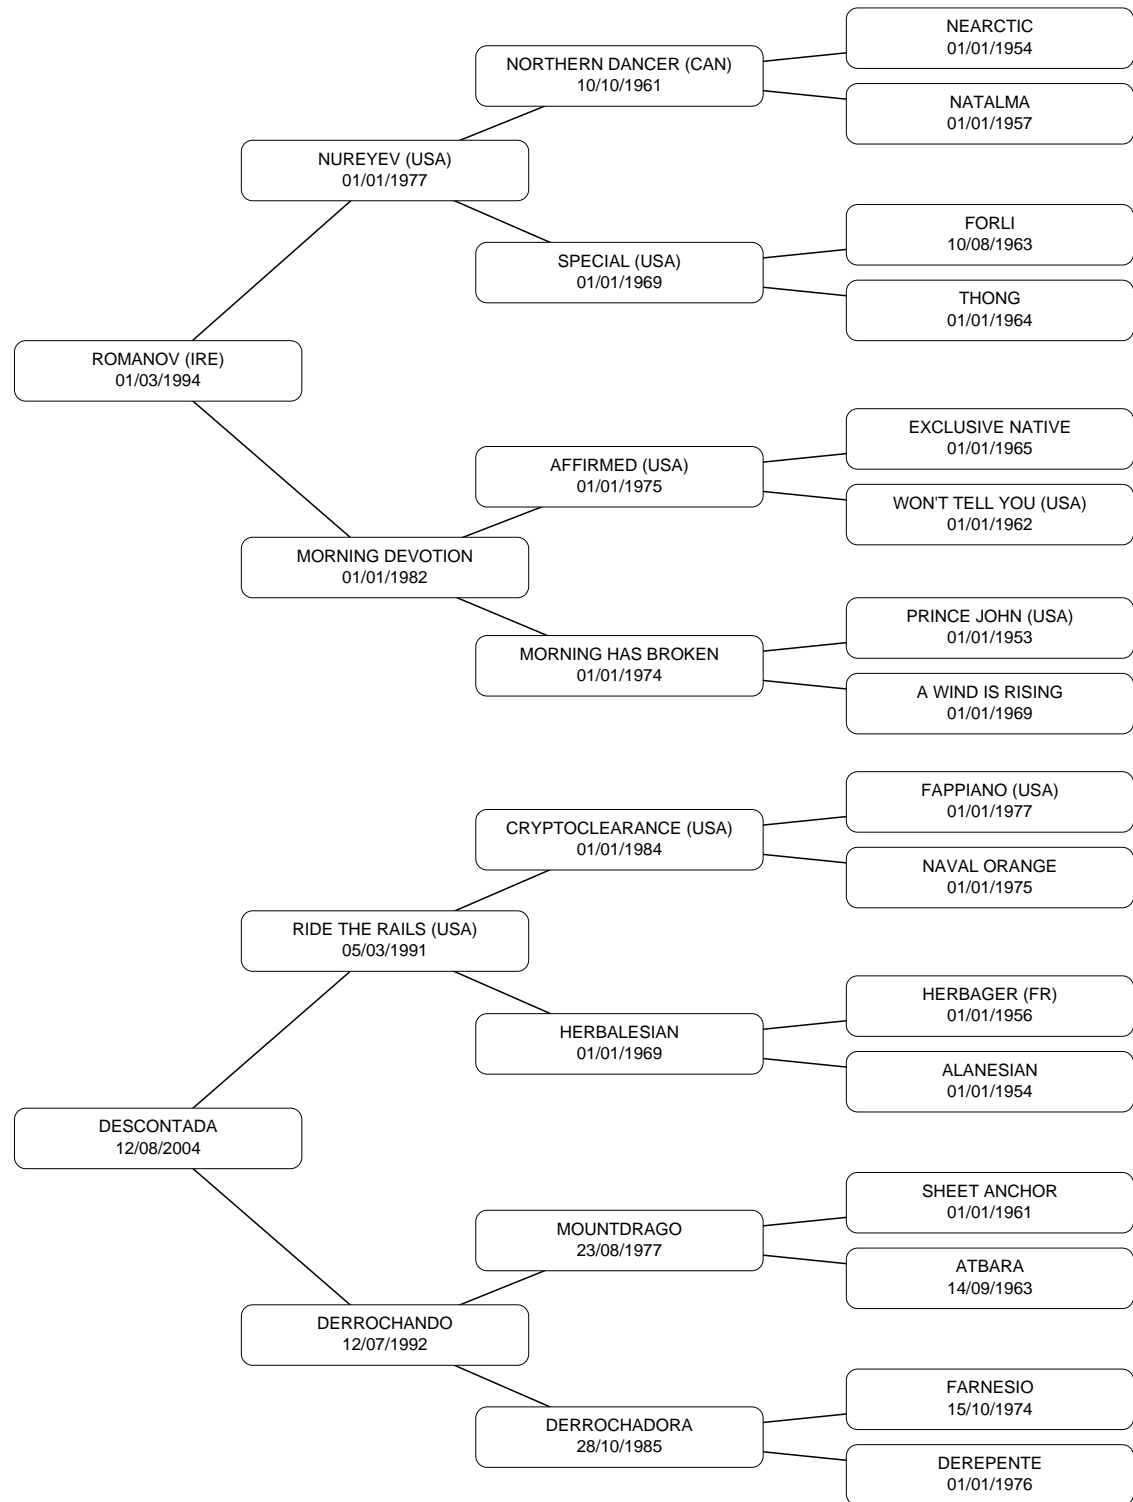 NEARCTIC
01/01/1954
NORTHERN DANCER (CAN)
10/10/1961
NATALMA
01/01/1957
NUREYEV (USA)
01/01/1977
FORLI
10/08/1963
SPECIAL (USA)
01/01/1969
THONG
01/01/1964
ROMANOV (IRE)
01/03/1994
EXCLUSIVE NATIVE
01/01/1965
AFFIRMED (USA)
01/01/1975
WON'T TELL YOU (USA)
01/01/1962
MORNING DEVOTION
01/01/1982
PRINCE JOHN (USA)
01/01/1953
MORNING HAS BROKEN
01/01/1974
A WIND IS RISING
01/01/1969
FAPPIANO (USA)
01/01/1977
CRYPTOCLEARANCE (USA)
01/01/1984
NAVAL ORANGE
01/01/1975
RIDE THE RAILS (USA)
05/03/1991
HERBAGER (FR)
01/01/1956
HERBALESIAN
01/01/1969
ALANESIAN
01/01/1954
DESCONTADA
12/08/2004
SHEET ANCHOR
01/01/1961
MOUNTDRAGO
23/08/1977
ATBARA
14/09/1963
DERROCHANDO
12/07/1992
FARNESIO
15/10/1974
DERROCHADORA
28/10/1985
DEREPENTE
01/01/1976